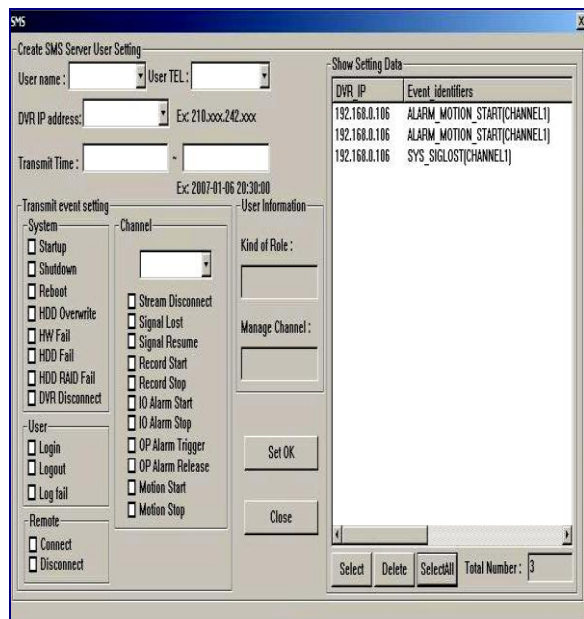 SMS
Create SMS Server User Setting
User name :
User TEL :
DVR IP address:
Ex: 210.xxx.242.xxx
Transmit Time :
-
Ex: 2007-01-06 20:30:00
Transmit event setting
System
Startup
Shutdown
Reboot
HDD Overwrite
HW Fail
HDD Fail
HDD RAID Fail
DVR Disconnect
User
Login
Logout
Log fail
Remote
Connect
Disconnect
Channel
Stream Disconnect
Signal Lost
Signal Resume
Record Start
Record Stop
IO Alarm Start
IO Alarm Stop
OP Alarm Trigger
OP Alarm Release
Motion Start
Motion Stop
User Information
Kind of Role :
Manage Channel :
Set OK
Close
Show Setting Data
DVR_IP Event_identifiers
192.168.0.106 ALARM_MOTION_START(CHANNEL1)
192.168.0.106 ALARM_MOTION_START(CHANNEL1)
192.168.0.106 SYS_SIGLOST(CHANNEL1)
Select Delete SelectAll Total Number : 3